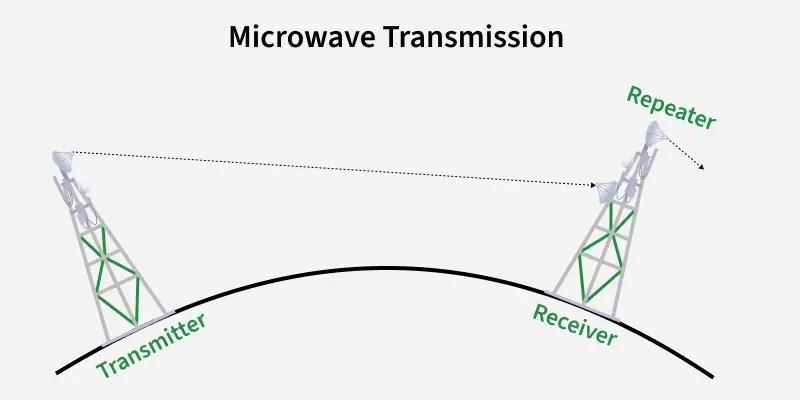 Microwave Transmission
Repeater
Transmitter
Receiver